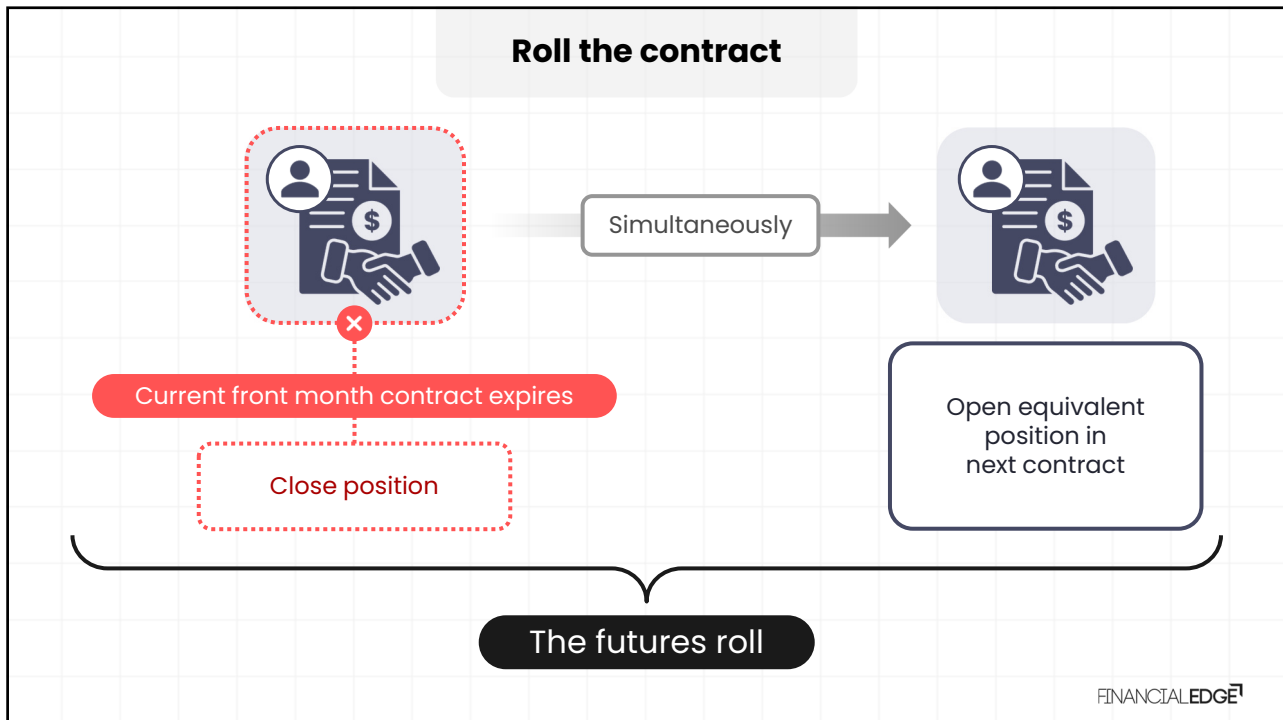 Roll the contract
$
Simultaneously
$
Current front month contract expires
Close position
Open equivalent
position in
next contract
The futures roll
FINANCIALEDGE